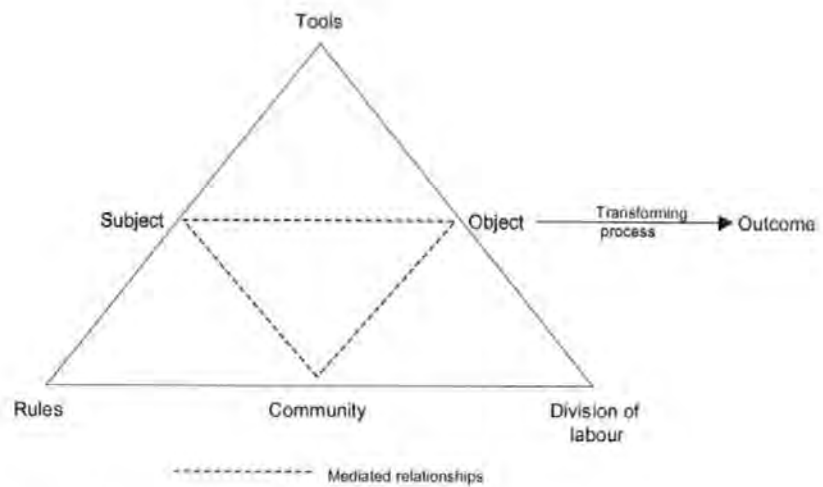 Tools
Subject
Object
Transforming
process
Outcome
Rules
Community
Division of
labour
Mediated relationships